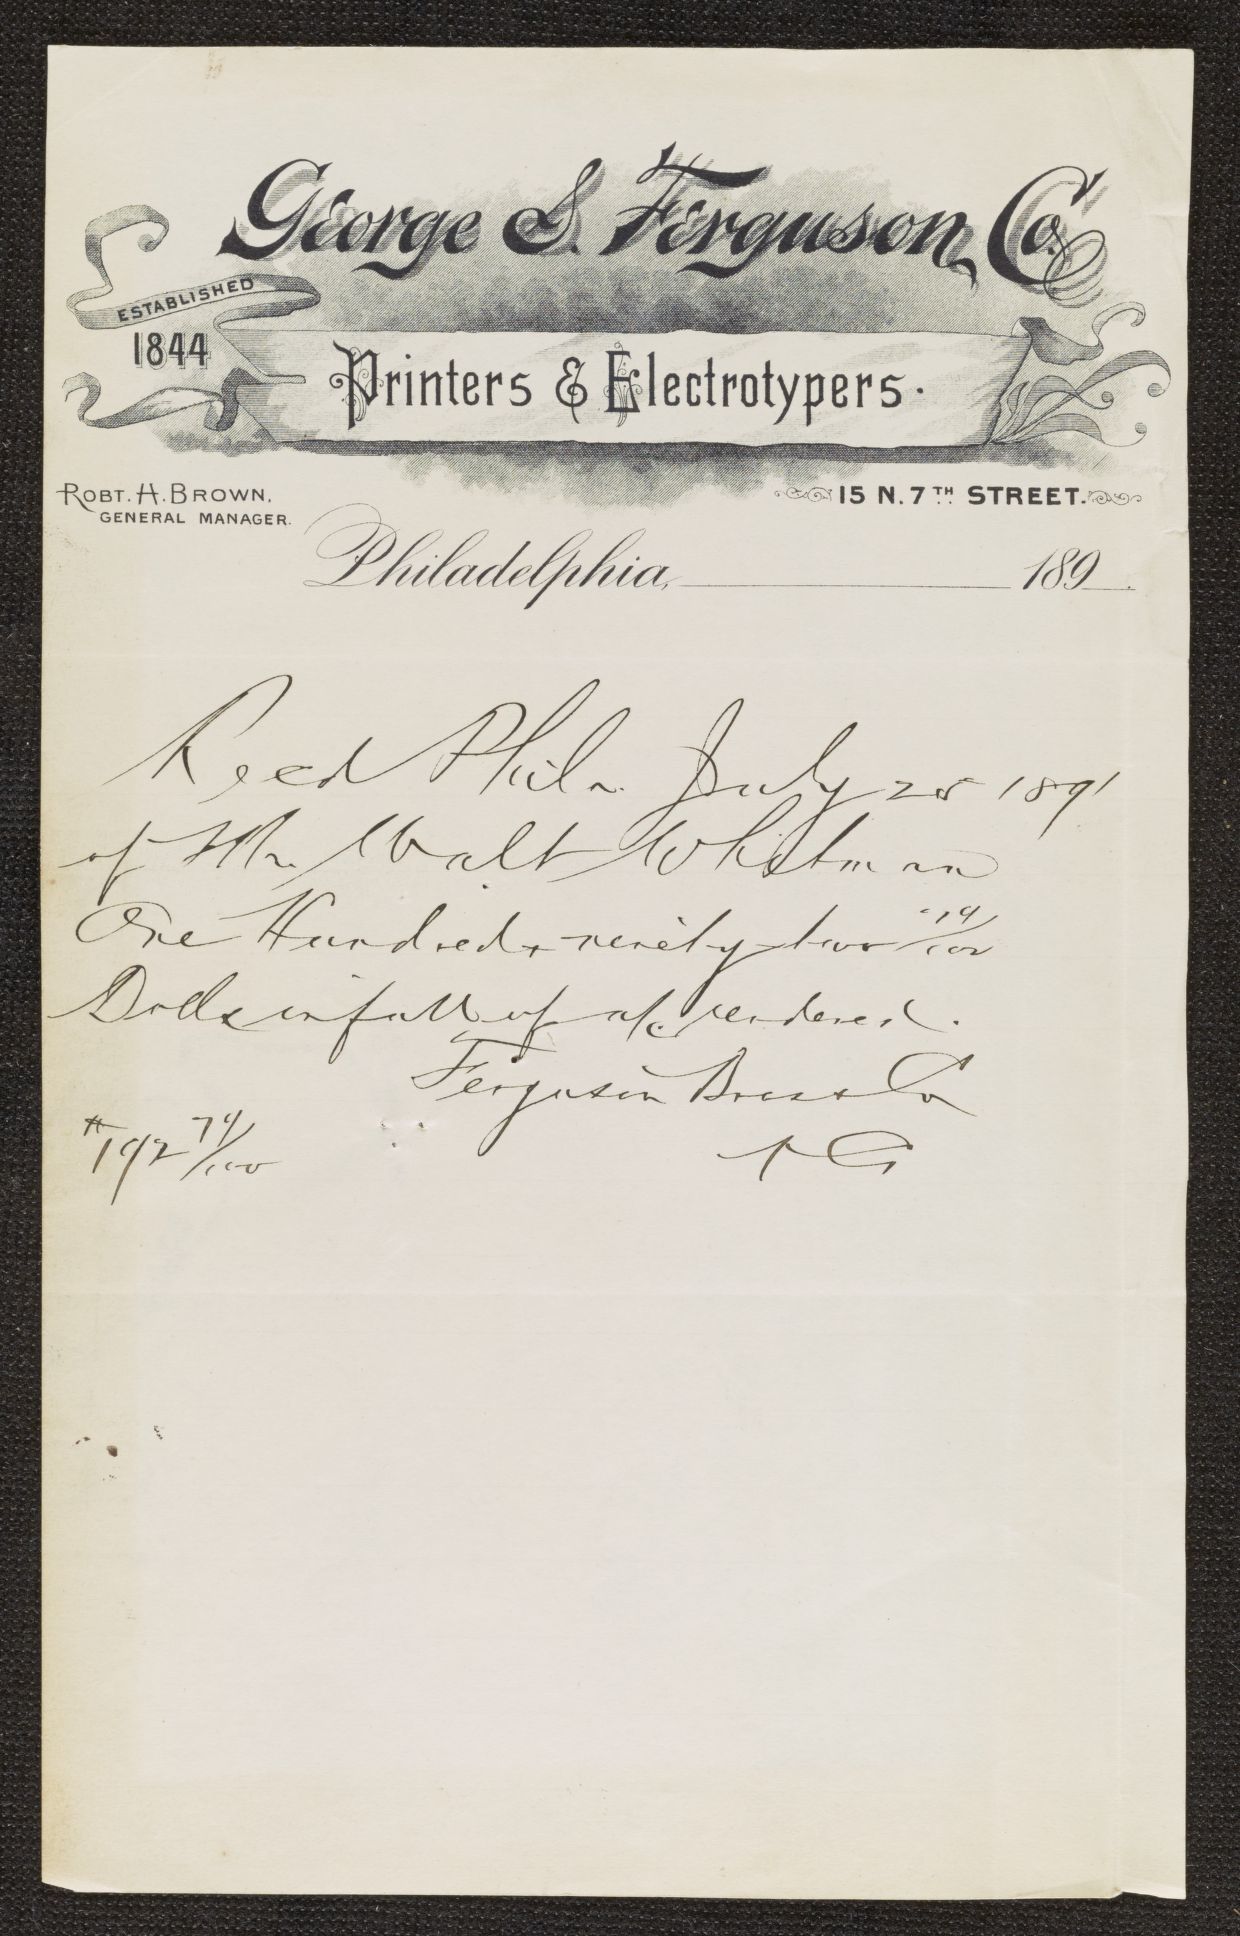 George S. Ferguson Co.
ESTABLISHED
1844
Printers & Electrotypers.
ROBT. H. BROWN,
GENERAL MANAGER.
15 N. 7TH STREET.
Philadelphia, 189
Recd Phila. July 25 1891
of Mr. Walt Whitman
One Hundred & ninety two 74/100
Dolls in full of a/c rendered.
Ferguson Bros & Co
$192 74/100